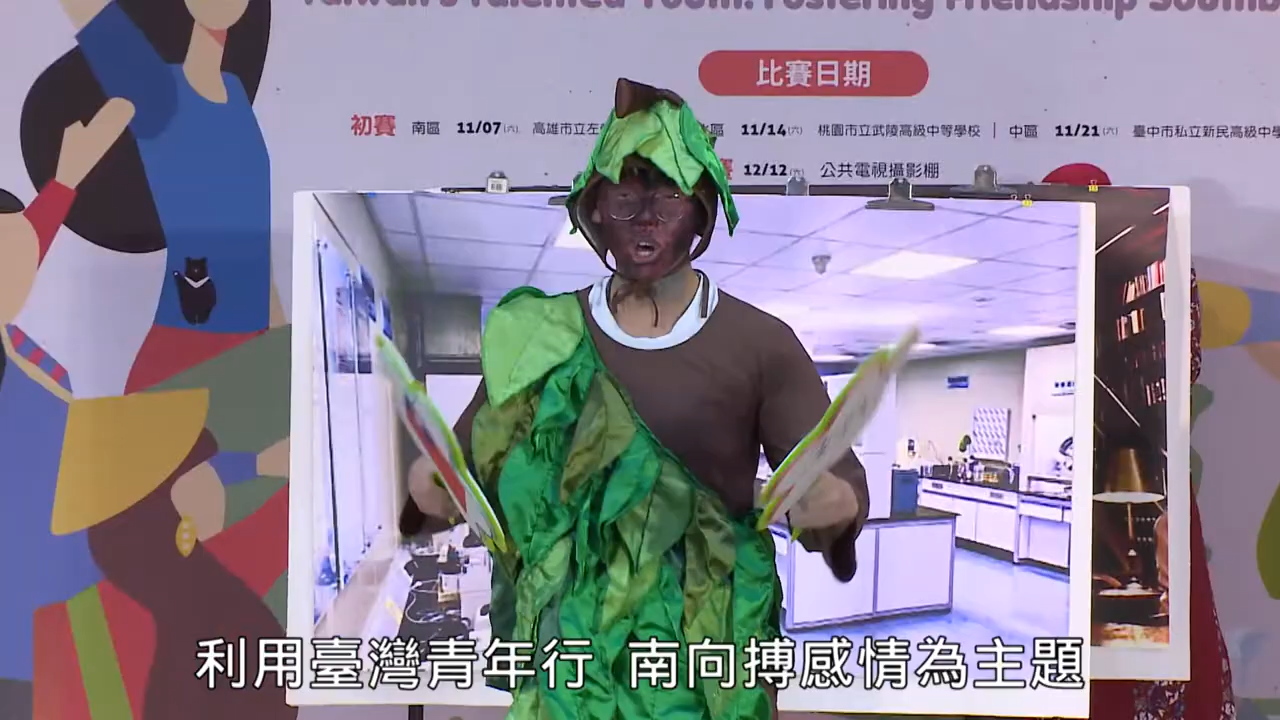 Taiwan's Talented Youth: Fostering Friendship
比賽日期
初賽 南區 11/07(六) 高雄市立左
區 11/14(六) 桃園市立武陵高級中等學校 | 中區 11/21(六) 臺中市私立新民高級中學
12/12(六) 公共電視攝影棚
利用臺灣青年行 南向搏感情為主題